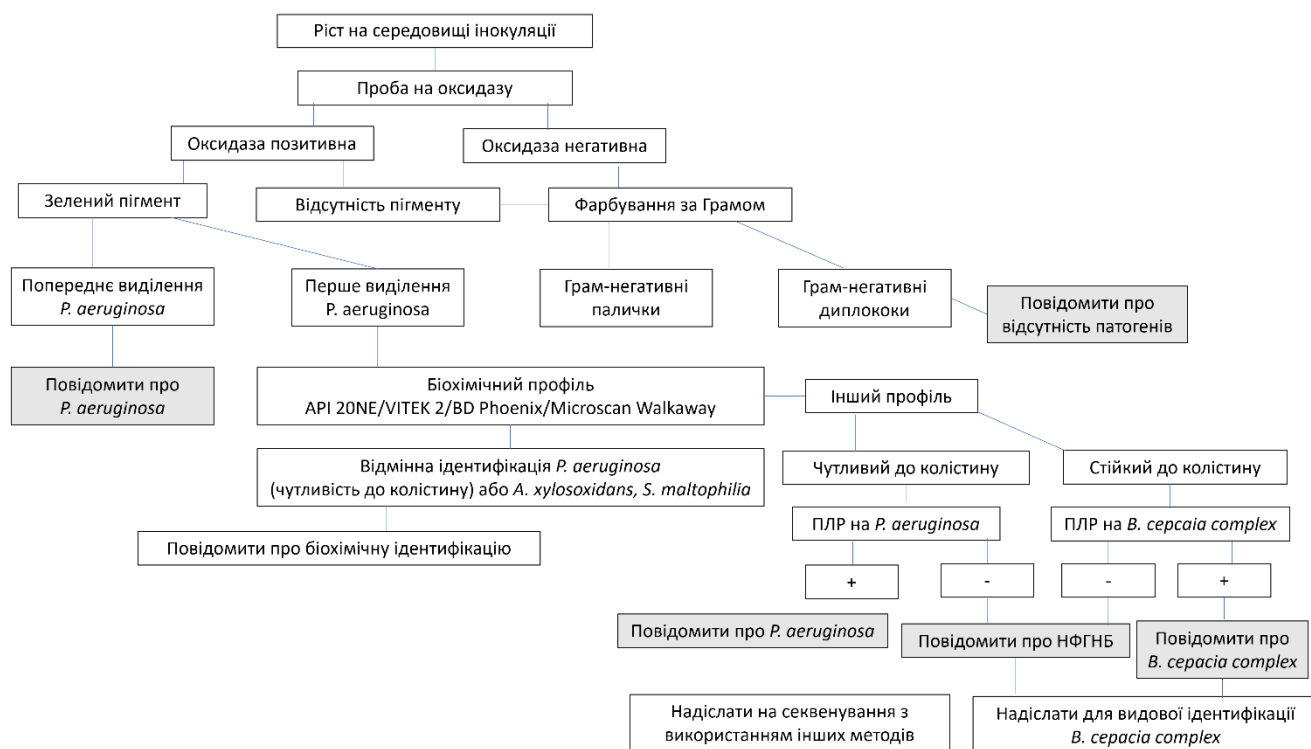 Ріст на середовищі інокуляції
Проба на оксидазу
Оксидаза позитивна
Оксидаза негативна
Зелений пігмент
Відсутність пігменту
Фарбування за Грамом
Попереднє виділення
P. aeruginosa
Перше виділення
P. aeruginosa
Грам-негативні
палички
Грам-негативні
диплококи
Повідомити про
відсутність патогенів
Повідомити про
P. aeruginosa
Біохімічний профіль
API 20NE/VITEK 2/BD Phoenix/Microscan Walkaway
Інший профіль
Відмінна ідентифікація P. aeruginosa
(чутливість до колістину) або A. xylosoxidans, S. maltophilia
Чутливий до колістину
Стійкий до колістину
ПЛР на P. aeruginosa
ПЛР на B. cepcaia complex
Повідомити про біохімічну ідентифікацію
+
-
-
+
Повідомити про P. aeruginosa
Повідомити про НФГНБ
Повідомити про
B. cepacia complex
Надіслати на секвенування з
використанням інших методів
Надіслати для видової ідентифікації
B. cepacia complex